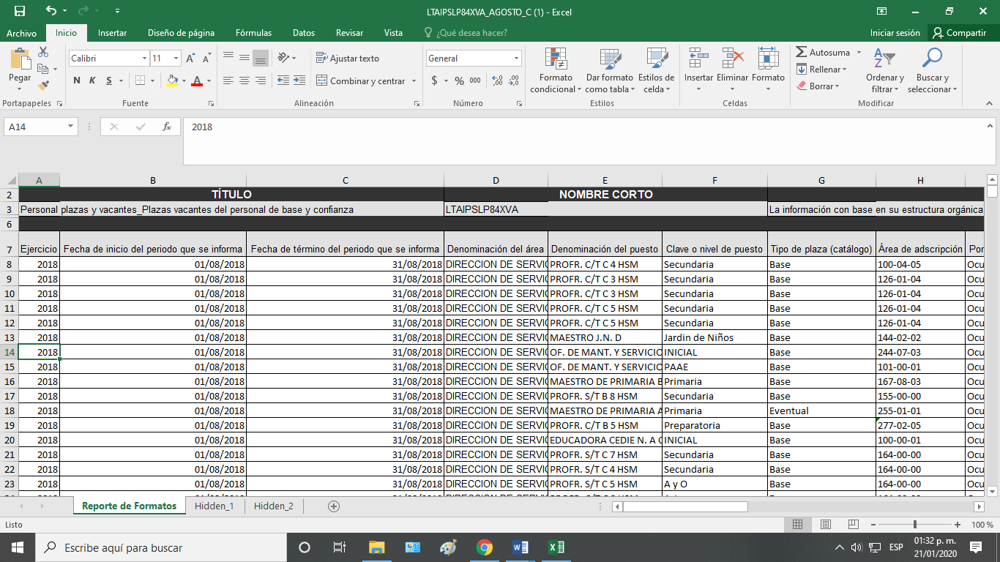 LTAIPSLP84XVA_AGOSTO_C (1) - Excel
Archivo Inicio Insertar Diseño de página Fórmulas Datos Revisar Vista ¿Qué desea hacer? Iniciar sesión Compartir
Pegar
Calibri 11 Ajustar texto General
N K S Combinar y centrar $ % 000
Formato condicional Dar formato como tabla Estilos de celda Insertar Eliminar Formato
Autosuma Rellenar Borrar Ordenar y filtrar Buscar y seleccionar
Portapapeles Fuente Alineación Número Estilos Celdas Modificar
A14 fx 2018
A B C D E F G H
2 TÍTULO NOMBRE CORTO
3 Personal plazas y vacantes_Plazas vacantes del personal de base y confianza LTAIPSLP84XVA La información con base en su estructura orgánica
6
7 Ejercicio Fecha de inicio del periodo que se informa Fecha de término del periodo que se informa Denominación del área Denominación del puesto Clave o nivel de puesto Tipo de plaza (catálogo) Área de adscripción Por
8 2018 01/08/2018 31/08/2018 DIRECCION DE SERVIC PROFR. C/T C 4 HSM Secundaria Base 100-04-05 Ocu
9 2018 01/08/2018 31/08/2018 DIRECCION DE SERVIC PROFR. C/T C 3 HSM Secundaria Base 126-01-04 Ocu
10 2018 01/08/2018 31/08/2018 DIRECCION DE SERVIC PROFR. C/T C 3 HSM Secundaria Base 126-01-04 Ocu
11 2018 01/08/2018 31/08/2018 DIRECCION DE SERVIC PROFR. C/T C 5 HSM Secundaria Base 126-01-04 Ocu
12 2018 01/08/2018 31/08/2018 DIRECCION DE SERVIC PROFR. C/T C 5 HSM Secundaria Base 126-01-04 Ocu
13 2018 01/08/2018 31/08/2018 DIRECCION DE SERVIC MAESTRO J.N. D Jardin de Niños Base 144-02-02 Ocu
14 2018 01/08/2018 31/08/2018 DIRECCION DE SERVIC OF. DE MANT. Y SERVICIO INICIAL Base 244-07-03 Ocu
15 2018 01/08/2018 31/08/2018 DIRECCION DE SERVIC OF. DE MANT. Y SERVICIO PAAE Base 101-00-01 Ocu
16 2018 01/08/2018 31/08/2018 DIRECCION DE SERVIC MAESTRO DE PRIMARIA B Primaria Base 167-08-03 Ocu
17 2018 01/08/2018 31/08/2018 DIRECCION DE SERVIC PROFR. S/T B 8 HSM Secundaria Base 155-00-00 Ocu
18 2018 01/08/2018 31/08/2018 DIRECCION DE SERVIC MAESTRO DE PRIMARIA A Primaria Eventual 255-01-01 Ocu
19 2018 01/08/2018 31/08/2018 DIRECCION DE SERVIC PROFR. C/T B 5 HSM Preparatoria Base 277-02-05 Ocu
20 2018 01/08/2018 31/08/2018 DIRECCION DE SERVIC EDUCADORA CEDIE N. A C INICIAL Base 100-00-01 Ocu
21 2018 01/08/2018 31/08/2018 DIRECCION DE SERVIC PROFR. S/T C 7 HSM Secundaria Base 164-00-00 Ocu
22 2018 01/08/2018 31/08/2018 DIRECCION DE SERVIC PROFR. S/T C 4 HSM Secundaria Base 164-00-00 Ocu
23 2018 01/08/2018 31/08/2018 DIRECCION DE SERVIC PROFR. S/T C 5 HSM A y O Base 164-00-00 Ocu
Reporte de Formatos Hidden_1 Hidden_2
Listo 100 %
Escribe aquí para buscar ESP 01:32 p. m.
21/01/2020